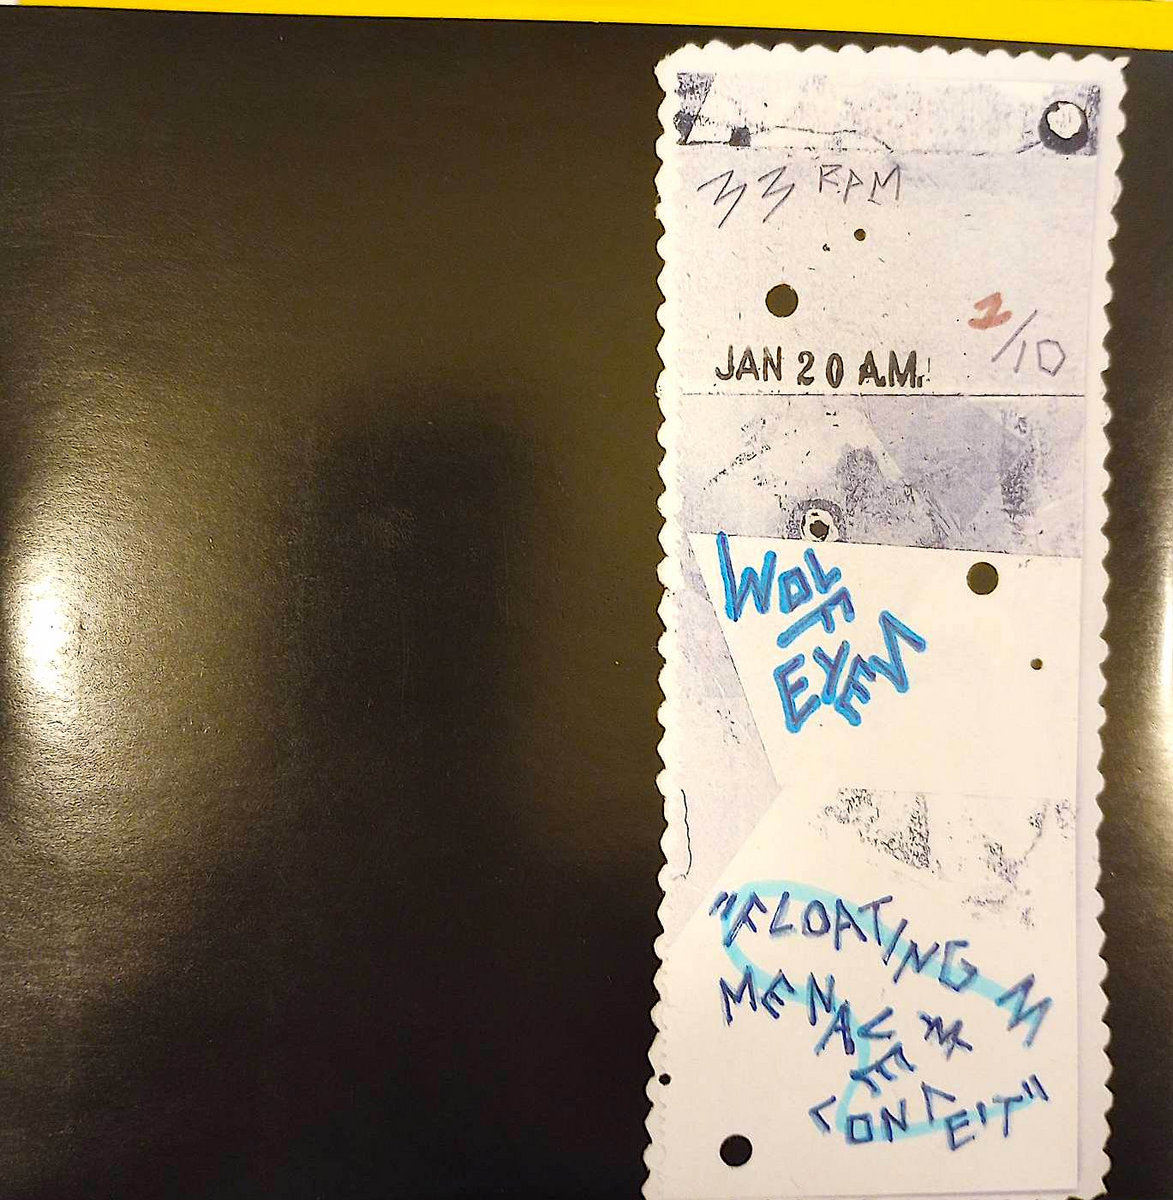 33 RPM
1/10
JAN 20 A.M.
WOLF
EYES
"FLOATING M
MENACE
CONCEIT"